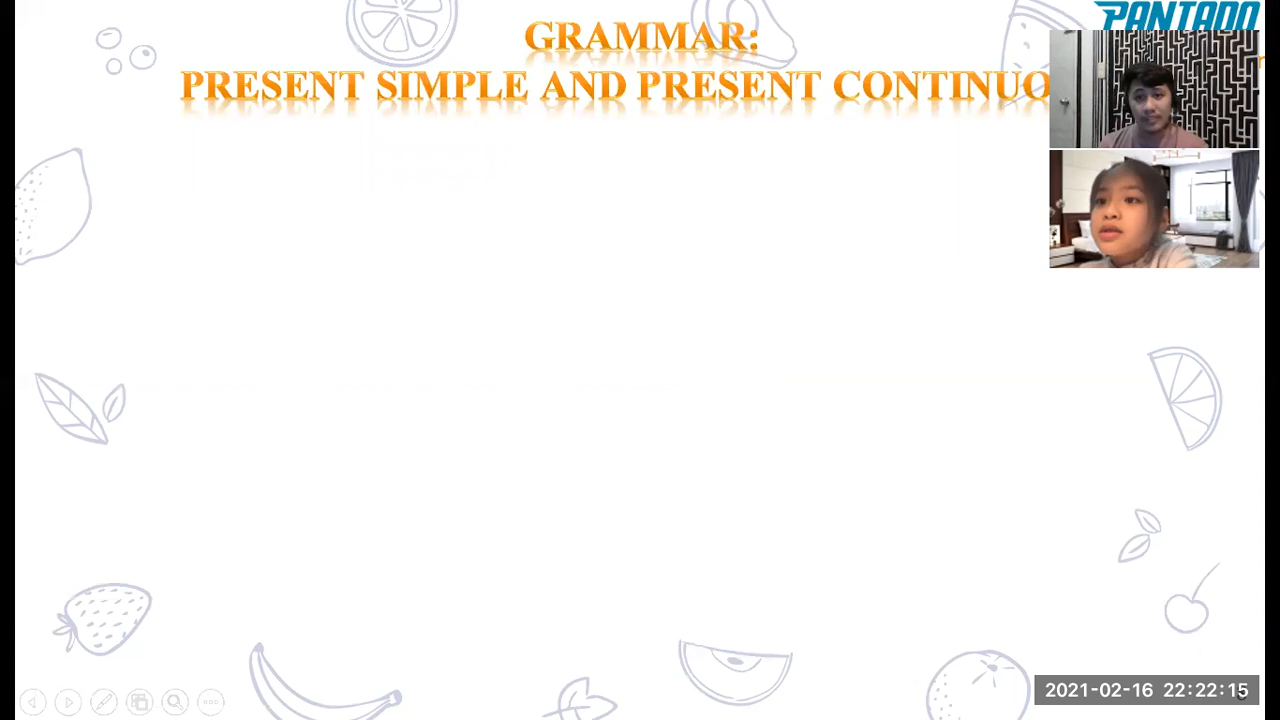 PANTADO
GRAMMAR:
PRESENT SIMPLE AND PRESENT CONTINUO
2021-02-16 22:22:15